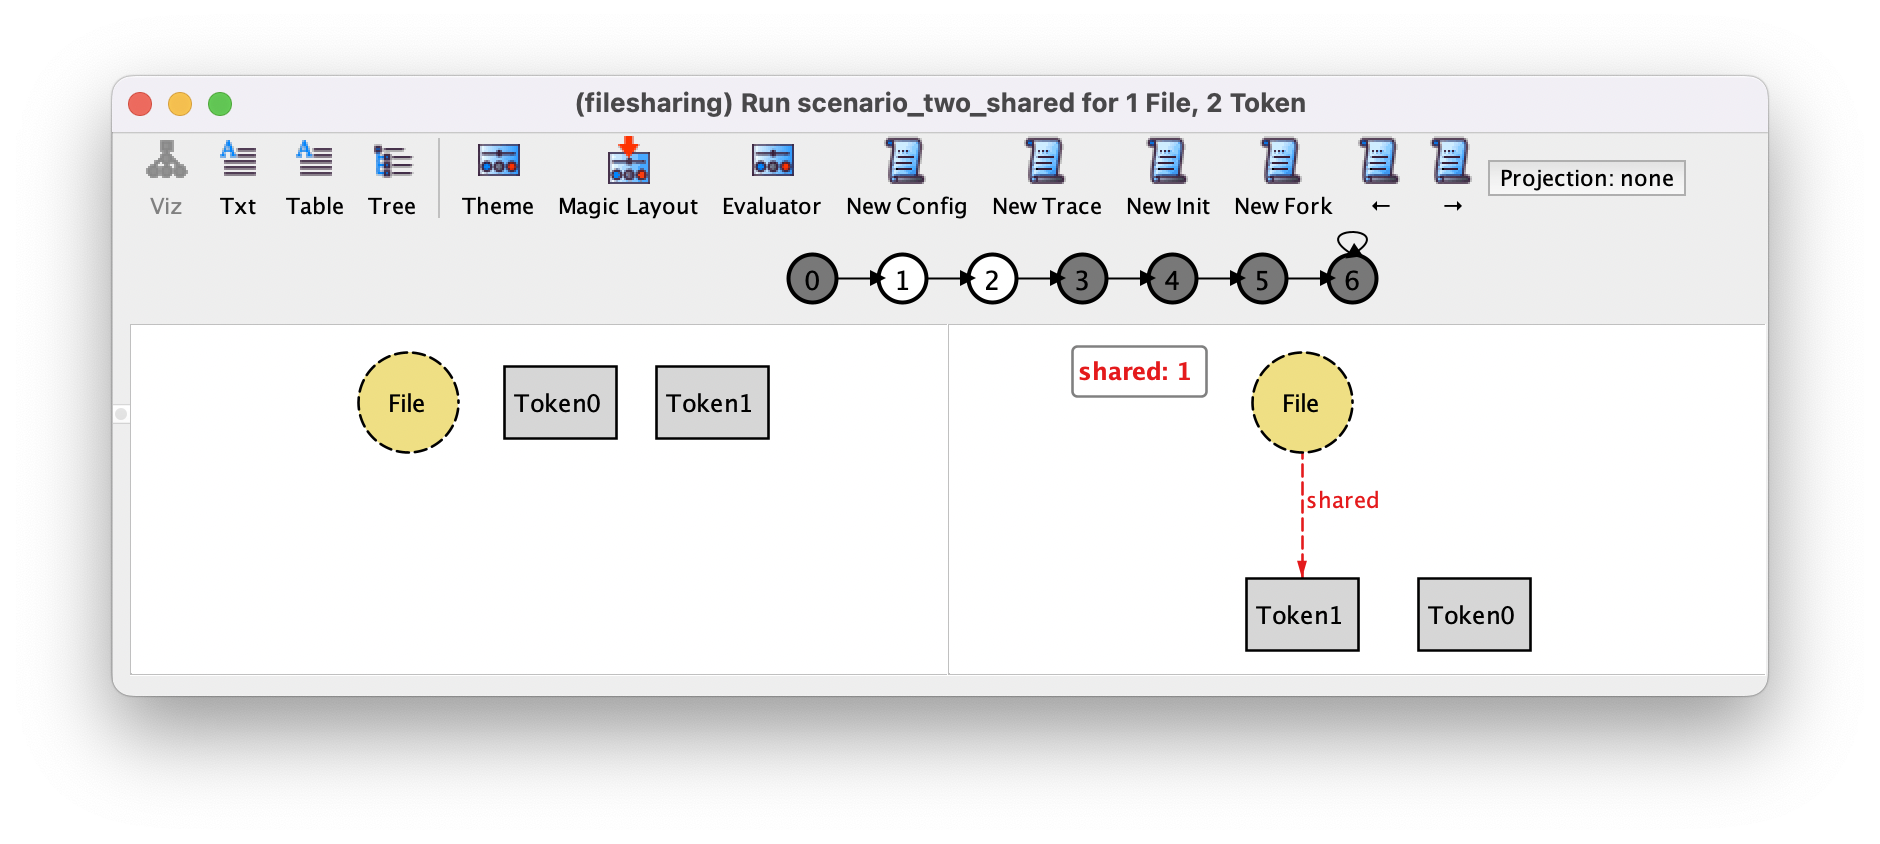 (filesharing) Run scenario_two_shared for 1 File, 2 Token
Viz Txt Table Tree Theme Magic Layout Evaluator New Config New Trace New Init New Fork ← → Projection: none
0 1 2 3 4 5 6
File Token0 Token1
shared: 1 File
shared
Token1 Token0